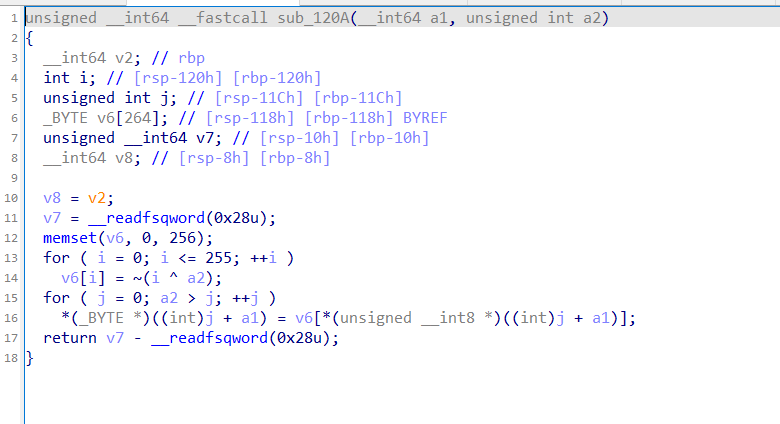 1 unsigned __int64 __fastcall sub_120A(__int64 a1, unsigned int a2)
2 {
3   __int64 v2; // rbp
4   int i; // [rsp-120h] [rbp-120h]
5   unsigned int j; // [rsp-11Ch] [rbp-11Ch]
6   _BYTE v6[264]; // [rsp-118h] [rbp-118h] BYREF
7   unsigned __int64 v7; // [rsp-10h] [rbp-10h]
8   __int64 v8; // [rsp-8h] [rbp-8h]
9
10   v8 = v2;
11   v7 = __readfsqword(0x28u);
12   memset(v6, 0, 256);
13   for ( i = 0; i <= 255; ++i )
14     v6[i] = ~(i ^ a2);
15   for ( j = 0; a2 > j; ++j )
16     *(_BYTE *)((int)j + a1) = v6[*(unsigned __int8 *)((int)j + a1)];
17   return v7 - __readfsqword(0x28u);
18 }